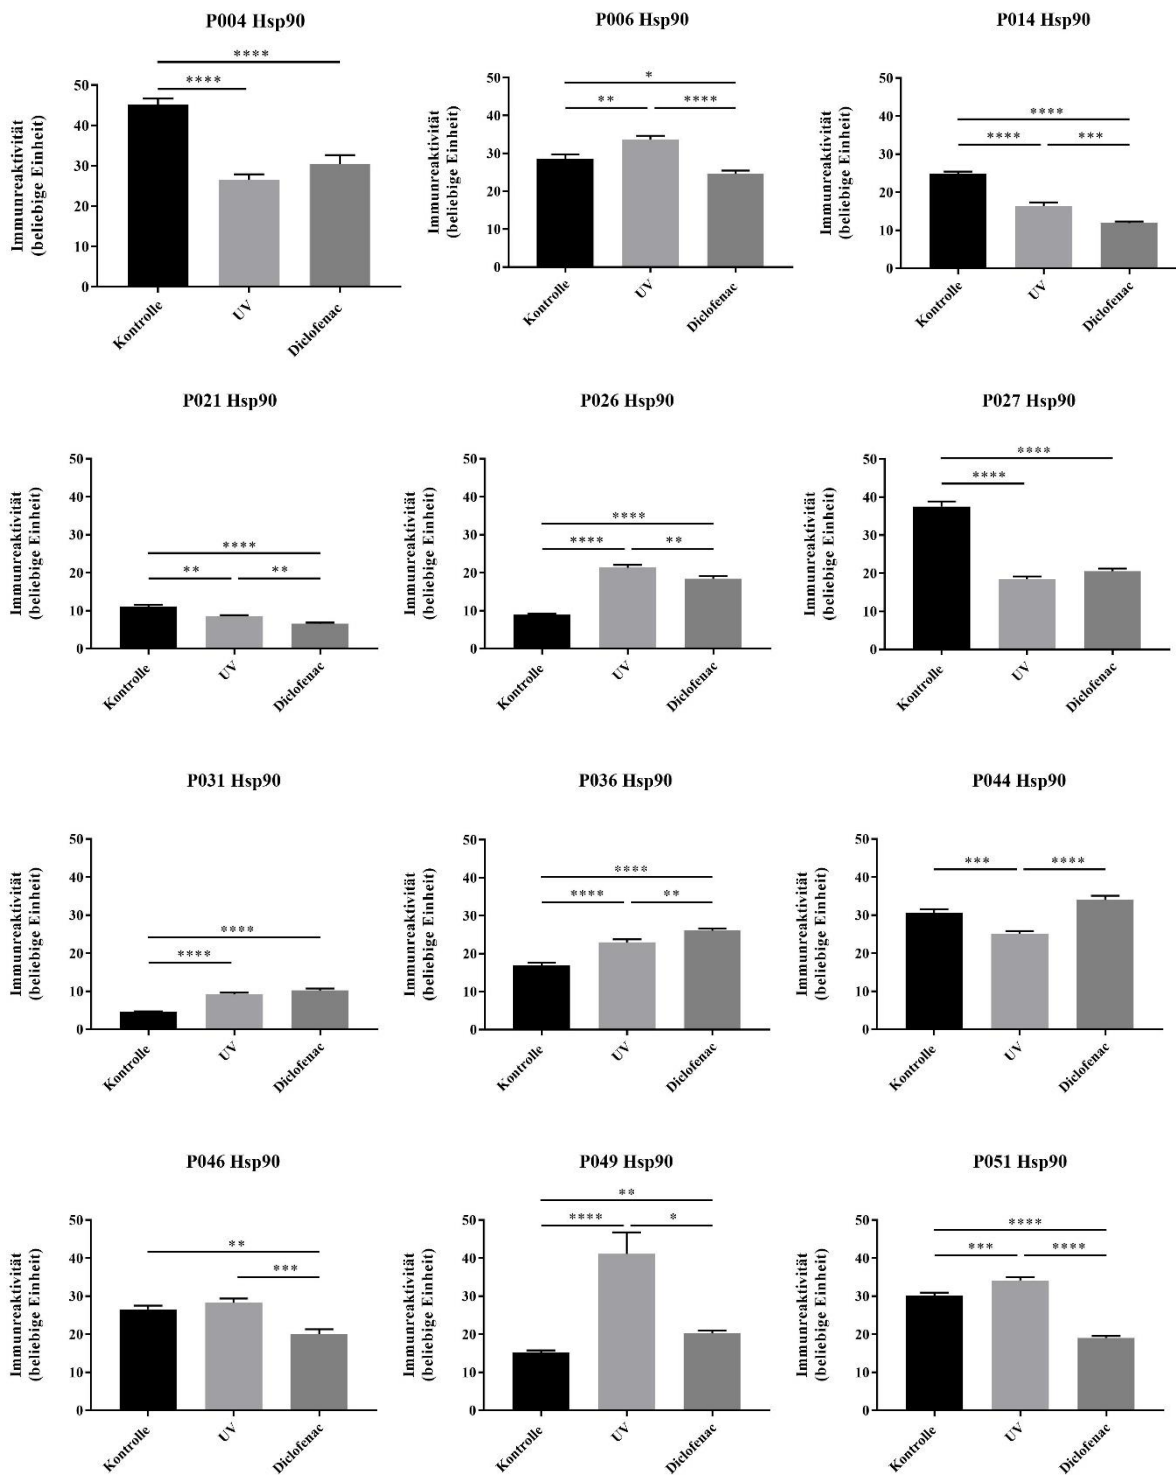 P004 Hsp90
P006 Hsp90
P014 Hsp90
Immunreaktivität
(beliebige Einheit)
50
40
30
20
10
0
****
****
Kontrolle
UV
Diclofenac
Immunreaktivität
(beliebige Einheit)
50
40
30
20
10
0
*
** ****
Kontrolle
UV
Diclofenac
Immunreaktivität
(beliebige Einheit)
50
40
30
20
10
0
****
**** ***
Kontrolle
UV
Diclofenac
P021 Hsp90
P026 Hsp90
P027 Hsp90
Immunreaktivität
(beliebige Einheit)
50
40
30
20
10
0
****
** **
Kontrolle
UV
Diclofenac
Immunreaktivität
(beliebige Einheit)
50
40
30
20
10
0
****
**** **
Kontrolle
UV
Diclofenac
Immunreaktivität
(beliebige Einheit)
50
40
30
20
10
0
****
****
Kontrolle
UV
Diclofenac
P031 Hsp90
P036 Hsp90
P044 Hsp90
Immunreaktivität
(beliebige Einheit)
50
40
30
20
10
0
****
****
Kontrolle
UV
Diclofenac
Immunreaktivität
(beliebige Einheit)
50
40
30
20
10
0
****
**** **
Kontrolle
UV
Diclofenac
Immunreaktivität
(beliebige Einheit)
50
40
30
20
10
0
*** ****
Kontrolle
UV
Diclofenac
P046 Hsp90
P049 Hsp90
P051 Hsp90
Immunreaktivität
(beliebige Einheit)
50
40
30
20
10
0
**
***
Kontrolle
UV
Diclofenac
Immunreaktivität
(beliebige Einheit)
50
40
30
20
10
0
**
**** *
Kontrolle
UV
Diclofenac
Immunreaktivität
(beliebige Einheit)
50
40
30
20
10
0
****
*** ****
Kontrolle
UV
Diclofenac